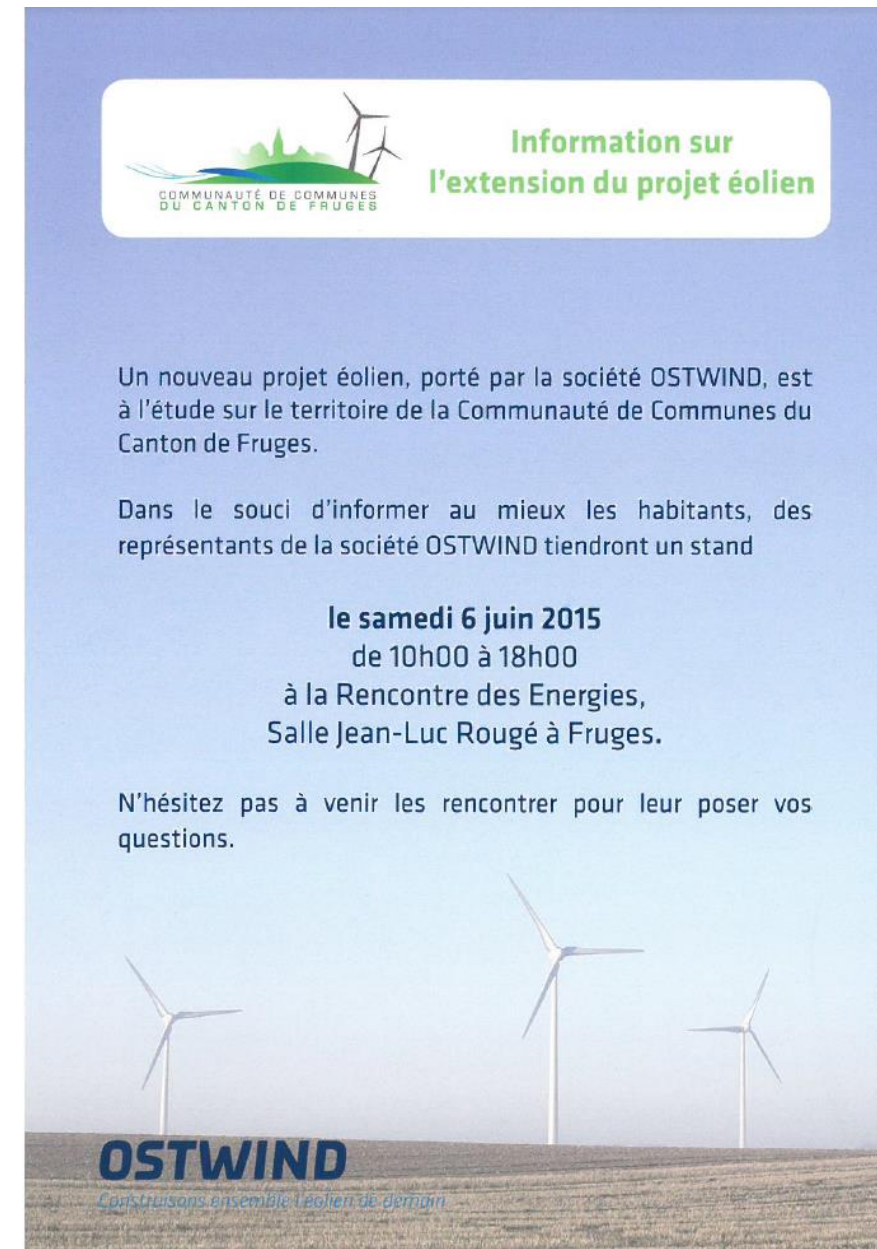 COMMUNAUTÉ DE COMMUNES
DU CANTON DE FRUGES
Information sur
l'extension du projet éolien
Un nouveau projet éolien, porté par la société OSTWIND, est
à l'étude sur le territoire de la Communauté de Communes du
Canton de Fruges.
Dans le souci d'informer au mieux les habitants, des
représentants de la société OSTWIND tiendront un stand
le samedi 6 juin 2015
de 10h00 à 18h00
à la Rencontre des Energies,
Salle Jean-Luc Rougé à Fruges.
N'hésitez pas à venir les rencontrer pour leur poser vos
questions.
OSTWIND
Construisons ensemble l'éolien de demain